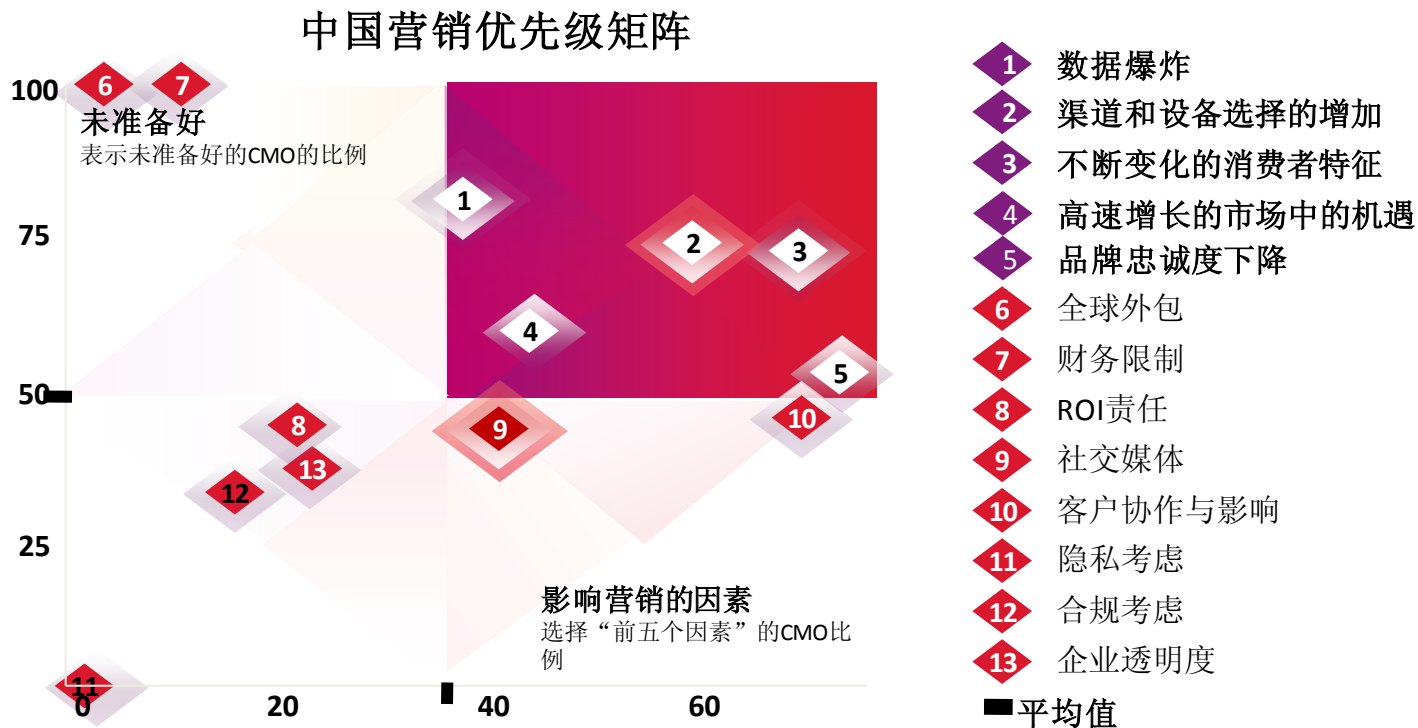 中国营销优先级矩阵
100
75
50
25
未准备好
表示未准备好的CMO的比例
6
7
1
2
3
4
5
8
9
10
13
12
11
影响营销的因素
选择“前五个因素”的CMO比
例
0
20
40
60
1 数据爆炸
2 渠道和设备选择的增加
3 不断变化的消费者特征
4 高速增长的市场中的机遇
5 品牌忠诚度下降
6 全球外包
7 财务限制
8 ROI责任
9 社交媒体
10 客户协作与影响
11 隐私考虑
12 合规考虑
13 企业透明度
平均值